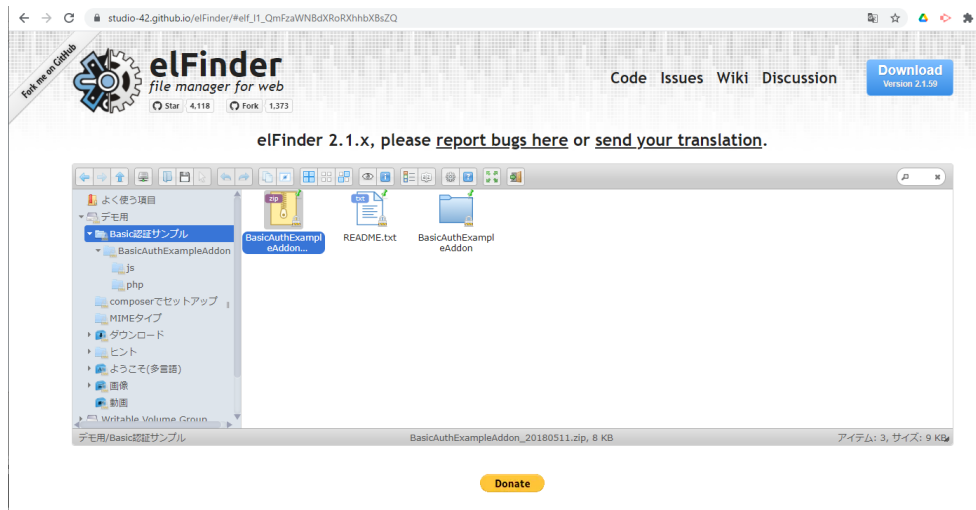 studio-42.github.io/elFinder/#elf_l1_QmFzaWNBdXRoRXhhbXBsZQ
Fork me on GitHub
elFinder
file manager for web
Star 4,118 Fork 1,373
Code Issues Wiki Discussion
Download
Version 2.1.59
elFinder 2.1.x, please report bugs here or send your translation.
よく使う項目
デモ用
Basic認証サンプル
BasicAuthExampleAddon
js
php
composerでセットアップ
MIMEタイプ
ダウンロード
ヒント
ようこそ(多言語)
画像
動画
Writable Volume Group
zip
BasicAuthExampl
eAddon...
txt
README.txt
BasicAuthExampl
eAddon
デモ用/Basic認証サンプル
BasicAuthExampleAddon_20180511.zip, 8 KB
アイテム: 3, サイズ: 9 KB
Donate